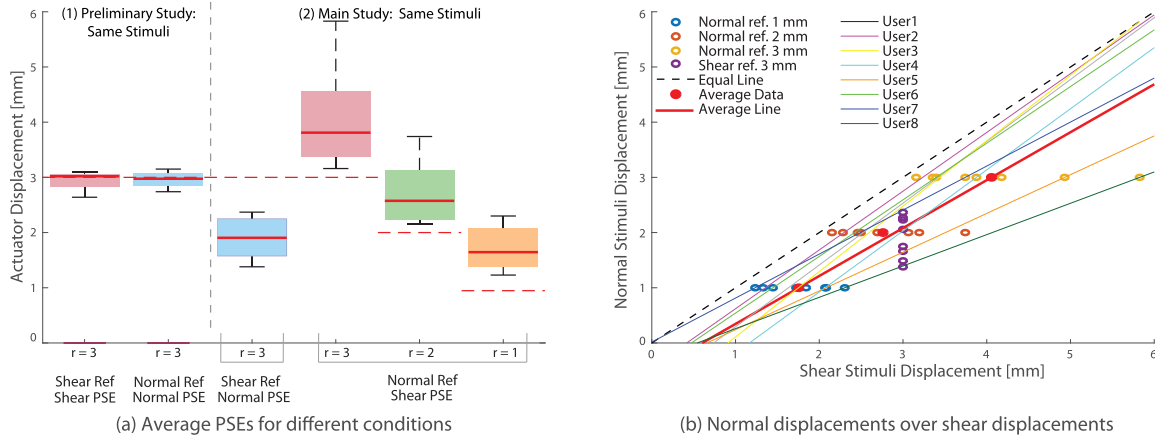 (1) Preliminary Study:
Same Stimuli
(2) Main Study: Same Stimuli
Actuator Displacement [mm]
6
5
4
3
2
1
0
r = 3
r = 3
r = 3
r = 3
r = 2
r = 1
Shear Ref
Shear PSE
Normal Ref
Normal PSE
Shear Ref
Normal PSE
Normal Ref
Shear PSE
(a) Average PSEs for different conditions
Normal ref. 1 mm
Normal ref. 2 mm
Normal ref. 3 mm
Shear ref. 3 mm
Equal Line
Average Data
Average Line
User1
User2
User3
User4
User5
User6
User7
User8
Normal Stimuli Displacement [mm]
6
5
4
3
2
1
0
0
1
2
3
4
5
6
Shear Stimuli Displacement [mm]
(b) Normal displacements over shear displacements